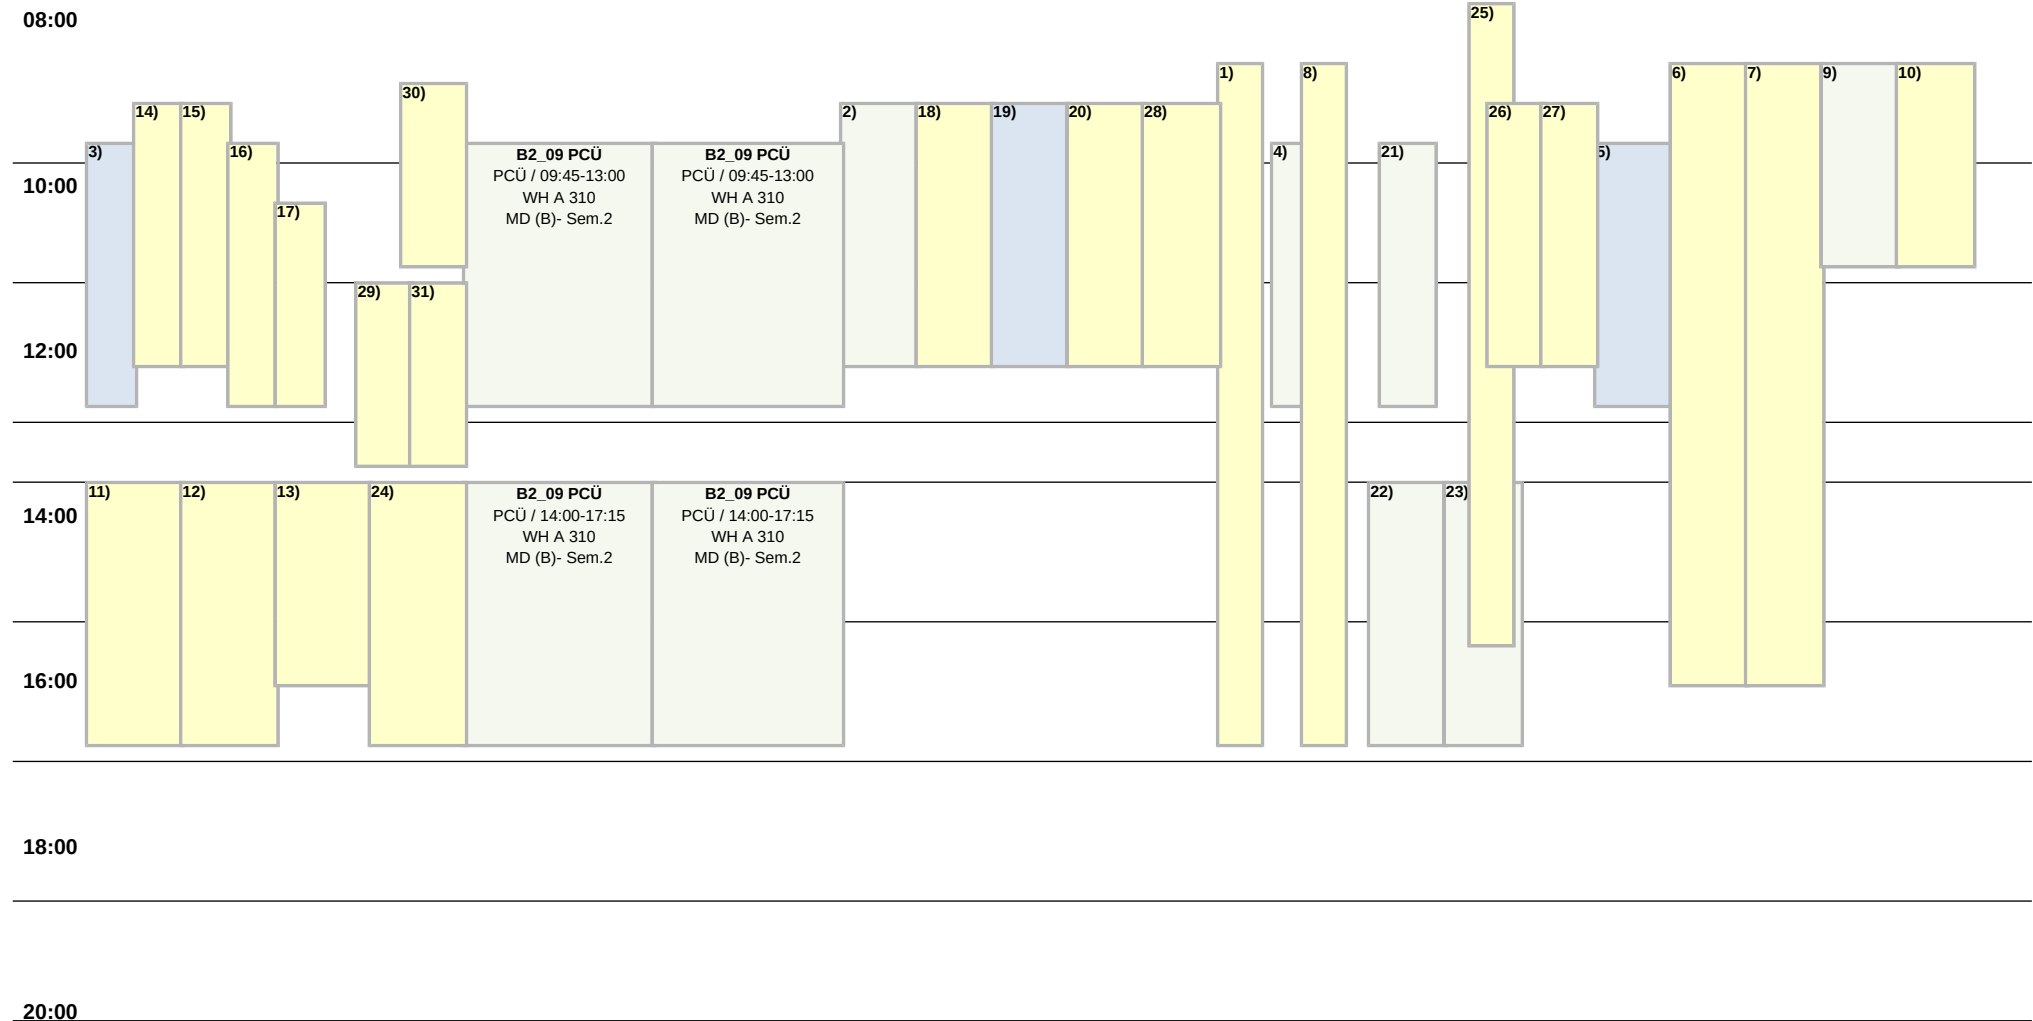 08:00
25)
1)
8)
6)
7)
9)
10)
30)
14)
15)
2)
18)
19)
20)
28)
26)
27)
3)
16)
B2_09 PCÜ
PCÜ / 09:45-13:00
WH A 310
MD (B)- Sem.2
B2_09 PCÜ
PCÜ / 09:45-13:00
WH A 310
MD (B)- Sem.2
4)
21)
5)
10:00
17)
29)
31)
12:00
11)
12)
13)
24)
B2_09 PCÜ
PCÜ / 14:00-17:15
WH A 310
MD (B)- Sem.2
B2_09 PCÜ
PCÜ / 14:00-17:15
WH A 310
MD (B)- Sem.2
22)
23)
14:00
16:00
18:00
20:00